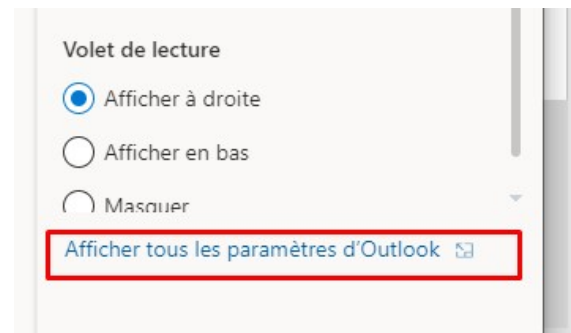 Volet de lecture
Afficher à droite
Afficher en bas
Masquer
Afficher tous les paramètres d’Outlook